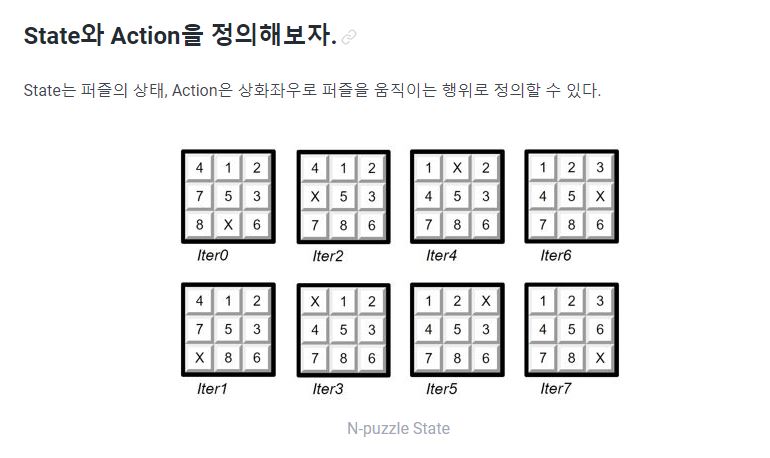 State와 Action을 정의해보자.
State는 퍼즐의 상태, Action은 상화좌우로 퍼즐을 움직이는 행위로 정의할 수 있다.
4 1 2
7 5 3
8 X 6
Iter0
4 1 2
X 5 3
7 8 6
Iter2
1 X 2
4 5 3
7 8 6
Iter4
1 2 3
4 5 X
7 8 6
Iter6
4 1 2
7 5 3
X 8 6
Iter1
X 1 2
4 5 3
7 8 6
Iter3
1 2 X
4 5 3
7 8 6
Iter5
1 2 3
4 5 6
7 8 X
Iter7
N-puzzle State